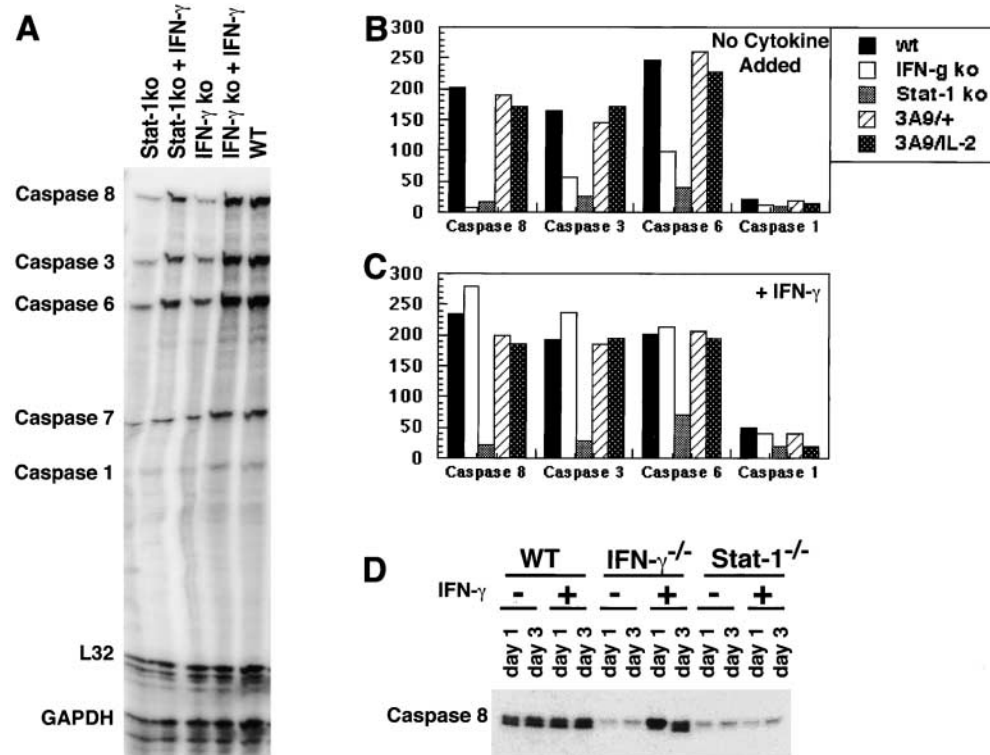 A
Stat-1ko
Stat-1ko + IFN-γ
IFN-γ ko
IFN-γ ko + IFN-γ
WT
Caspase 8
Caspase 3
Caspase 6
Caspase 7
Caspase 1
L32
GAPDH
B
No Cytokine
Added
300
250
200
150
100
50
0
Caspase 8 Caspase 3 Caspase 6 Caspase 1
wt
IFN-g ko
Stat-1 ko
3A9/+
3A9/IL-2
C
+ IFN-γ
300
250
200
150
100
50
0
Caspase 8 Caspase 3 Caspase 6 Caspase 1
D
WT IFN-γ-/- Stat-1-/-
IFN-γ - + - + - +
day 1 day 3 day 1 day 3 day 1 day 3 day 1 day 3 day 1 day 3 day 1 day 3
Caspase 8